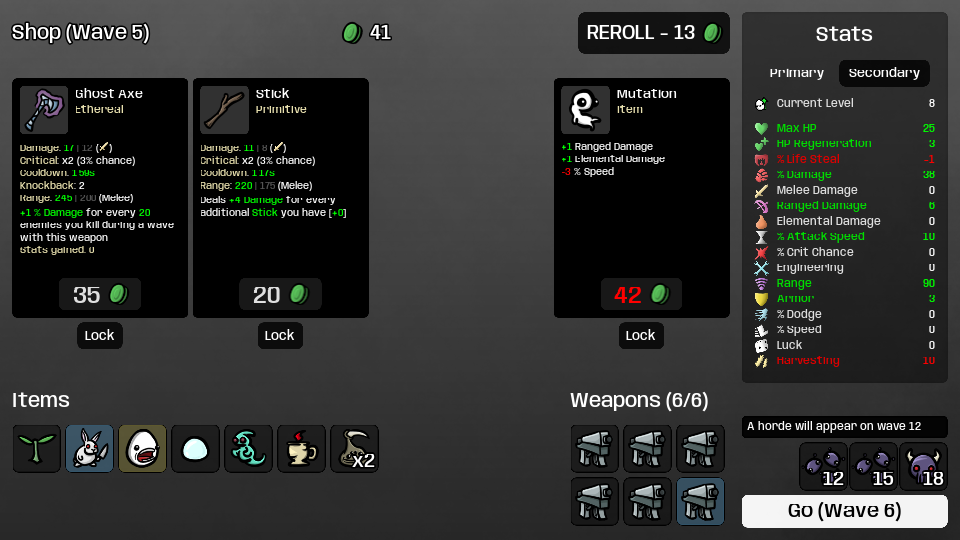 Shop (Wave 5)
41
REROLL - 13
Ghost Axe
Ethereal
Damage: 17 | 12 ( )
Critical: x2 (3% chance)
Cooldown: 1.59s
Knockback: 2
Range: 245 | 200 (Melee)
+1 % Damage for every 20
enemies you kill during a wave
with this weapon
Stats gained: 0
35
Lock
Stick
Primitive
Damage: 11 | 8 ( )
Critical: x2 (3% chance)
Cooldown: 1.17s
Range: 220 | 175 (Melee)
Deals +4 Damage for every
additional Stick you have [+0]
20
Lock
Mutation
Item
+1 Ranged Damage
+1 Elemental Damage
-3 % Speed
42
Lock
Stats
Primary
Secondary
Current Level 8
Max HP 25
HP Regeneration 3
% Life Steal -1
% Damage 38
Melee Damage 0
Ranged Damage 6
Elemental Damage 0
% Attack Speed 10
% Crit Chance 0
Engineering 0
Range 90
Armor 3
% Dodge 0
% Speed 0
Luck 0
Harvesting 10
Items
x2
Weapons (6/6)
A horde will appear on wave 12
12
15
18
Go (Wave 6)